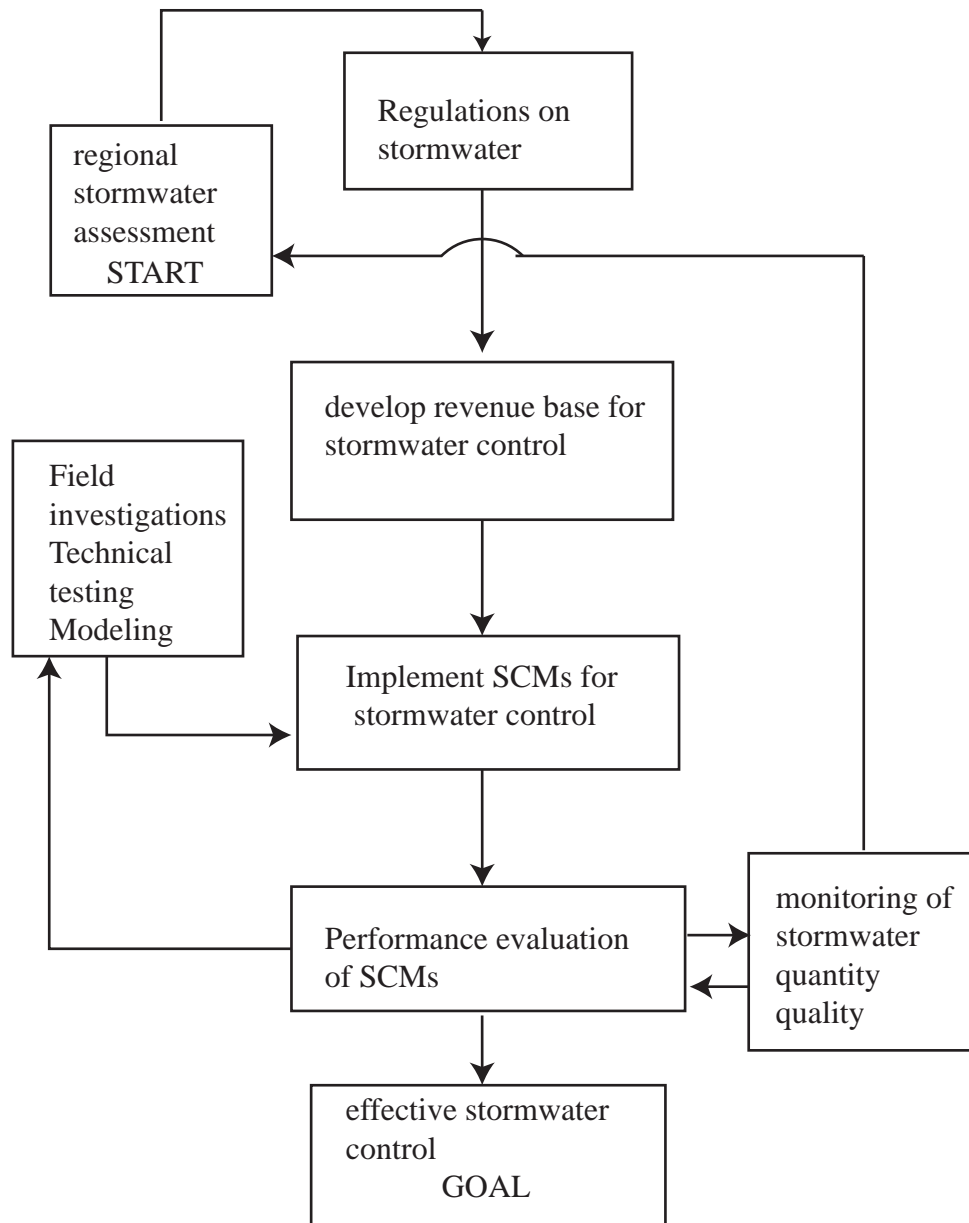 Regulations on
stormwater
regional
stormwater
assessment
START
develop revenue base for
stormwater control
Field
investigations
Technical
testing
Modeling
Implement SCMs for
stormwater control
Performance evaluation
of SCMs
monitoring of
stormwater
quantity
quality
effective stormwater
control
GOAL